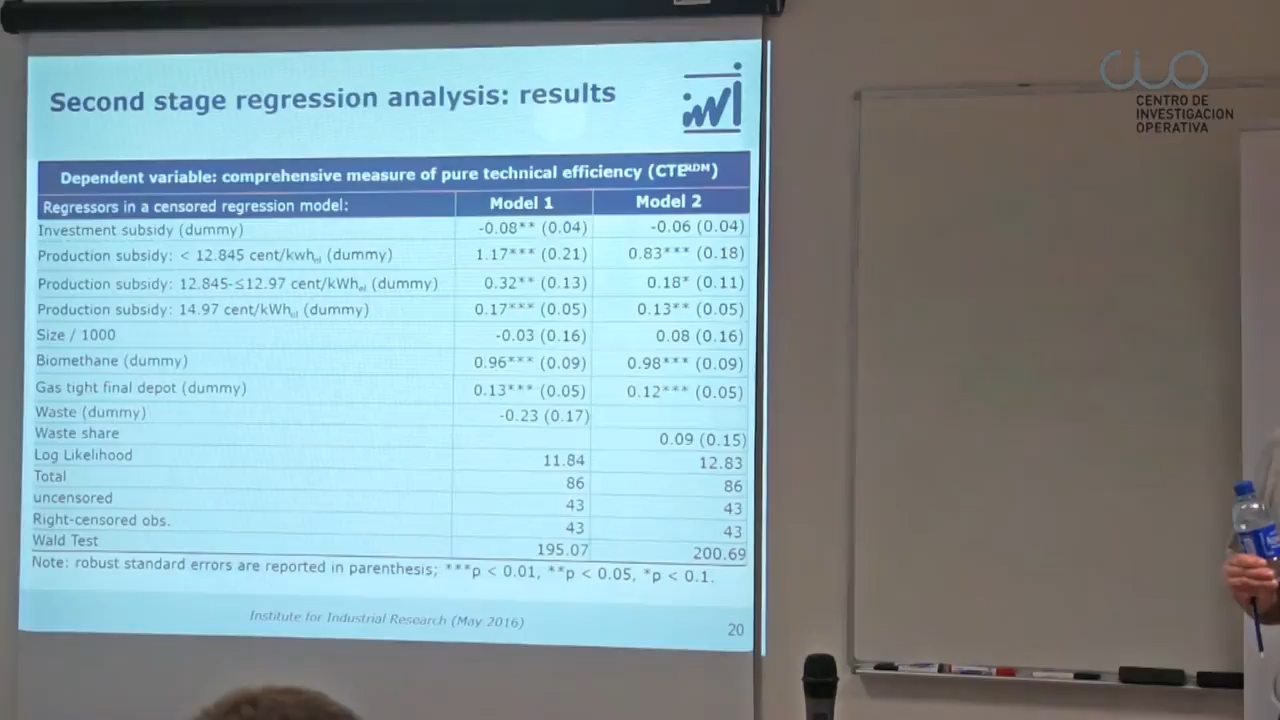 Second stage regression analysis: results
iwi
Dependent variable: comprehensive measure of pure technical efficiency (CTE^RDM)
Regressors in a censored regression model: Model 1 Model 2
Investment subsidy (dummy) -0.08** (0.04) -0.06 (0.04)
Production subsidy: < 12.845 cent/kwh_el (dummy) 1.17*** (0.21) 0.83*** (0.18)
Production subsidy: 12.845-≤12.97 cent/kWh_el (dummy) 0.32** (0.13) 0.18* (0.11)
Production subsidy: 14.97 cent/kWh_el (dummy) 0.17*** (0.05) 0.13** (0.05)
Size / 1000 -0.03 (0.16) 0.08 (0.16)
Biomethane (dummy) 0.96*** (0.09) 0.98*** (0.09)
Gas tight final depot (dummy) 0.13*** (0.05) 0.12*** (0.05)
Waste (dummy) -0.23 (0.17)
Waste share 0.09 (0.15)
Log Likelihood 11.84 12.83
Total 86 86
uncensored 43 43
Right-censored obs. 43 43
Wald Test 195.07 200.69
Note: robust standard errors are reported in parenthesis; ***p < 0.01, **p < 0.05, *p < 0.1.
Institute for Industrial Research (May 2016)
20
CIO
CENTRO DE
INVESTIGACION
OPERATIVA